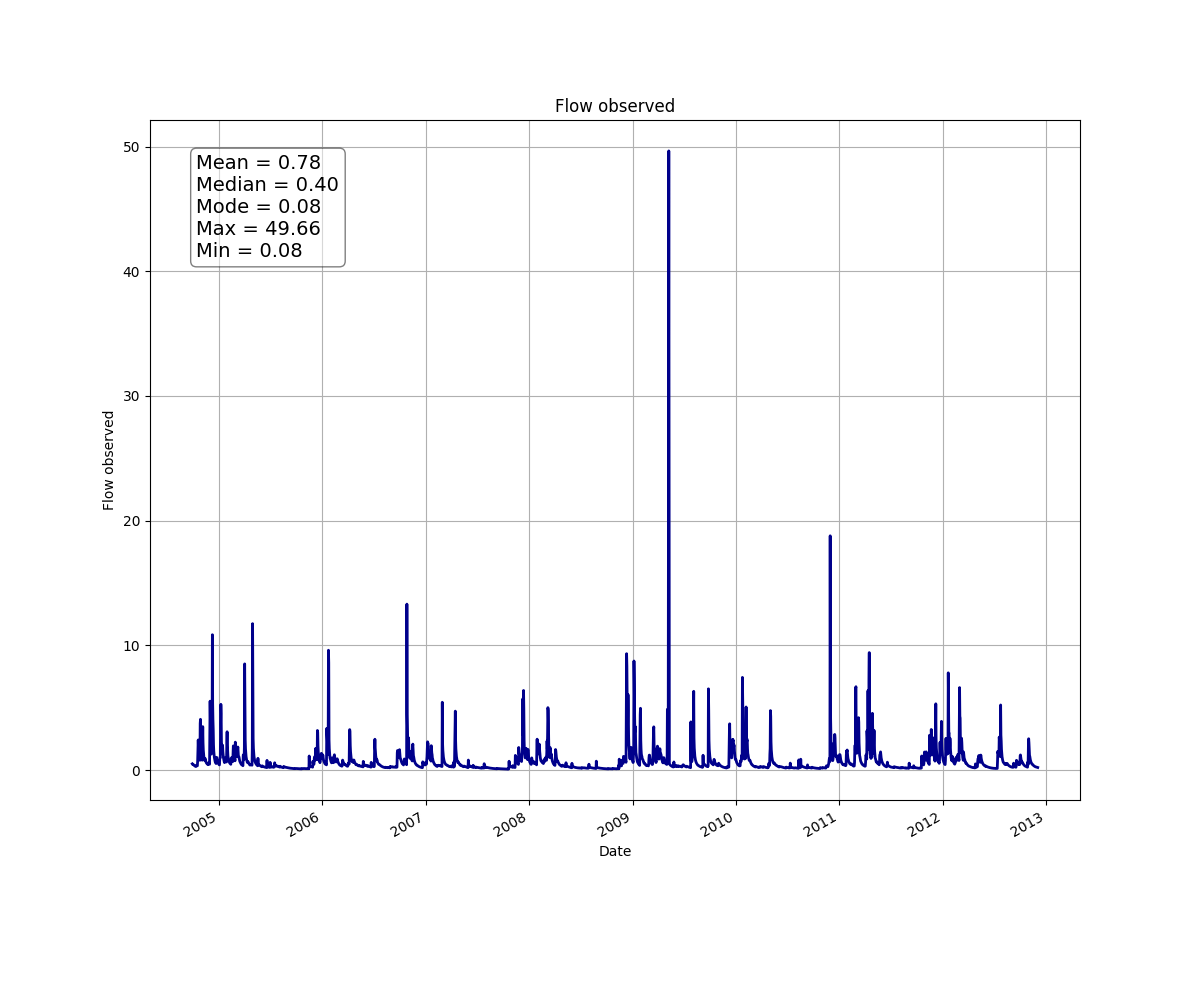 Flow observed
50
Mean = 0.78
Median = 0.40
Mode = 0.08
Max = 49.66
Min = 0.08
40
30
Flow observed
20
10
0
2005 2006 2007 2008 2009 2010 2011 2012 2013
Date